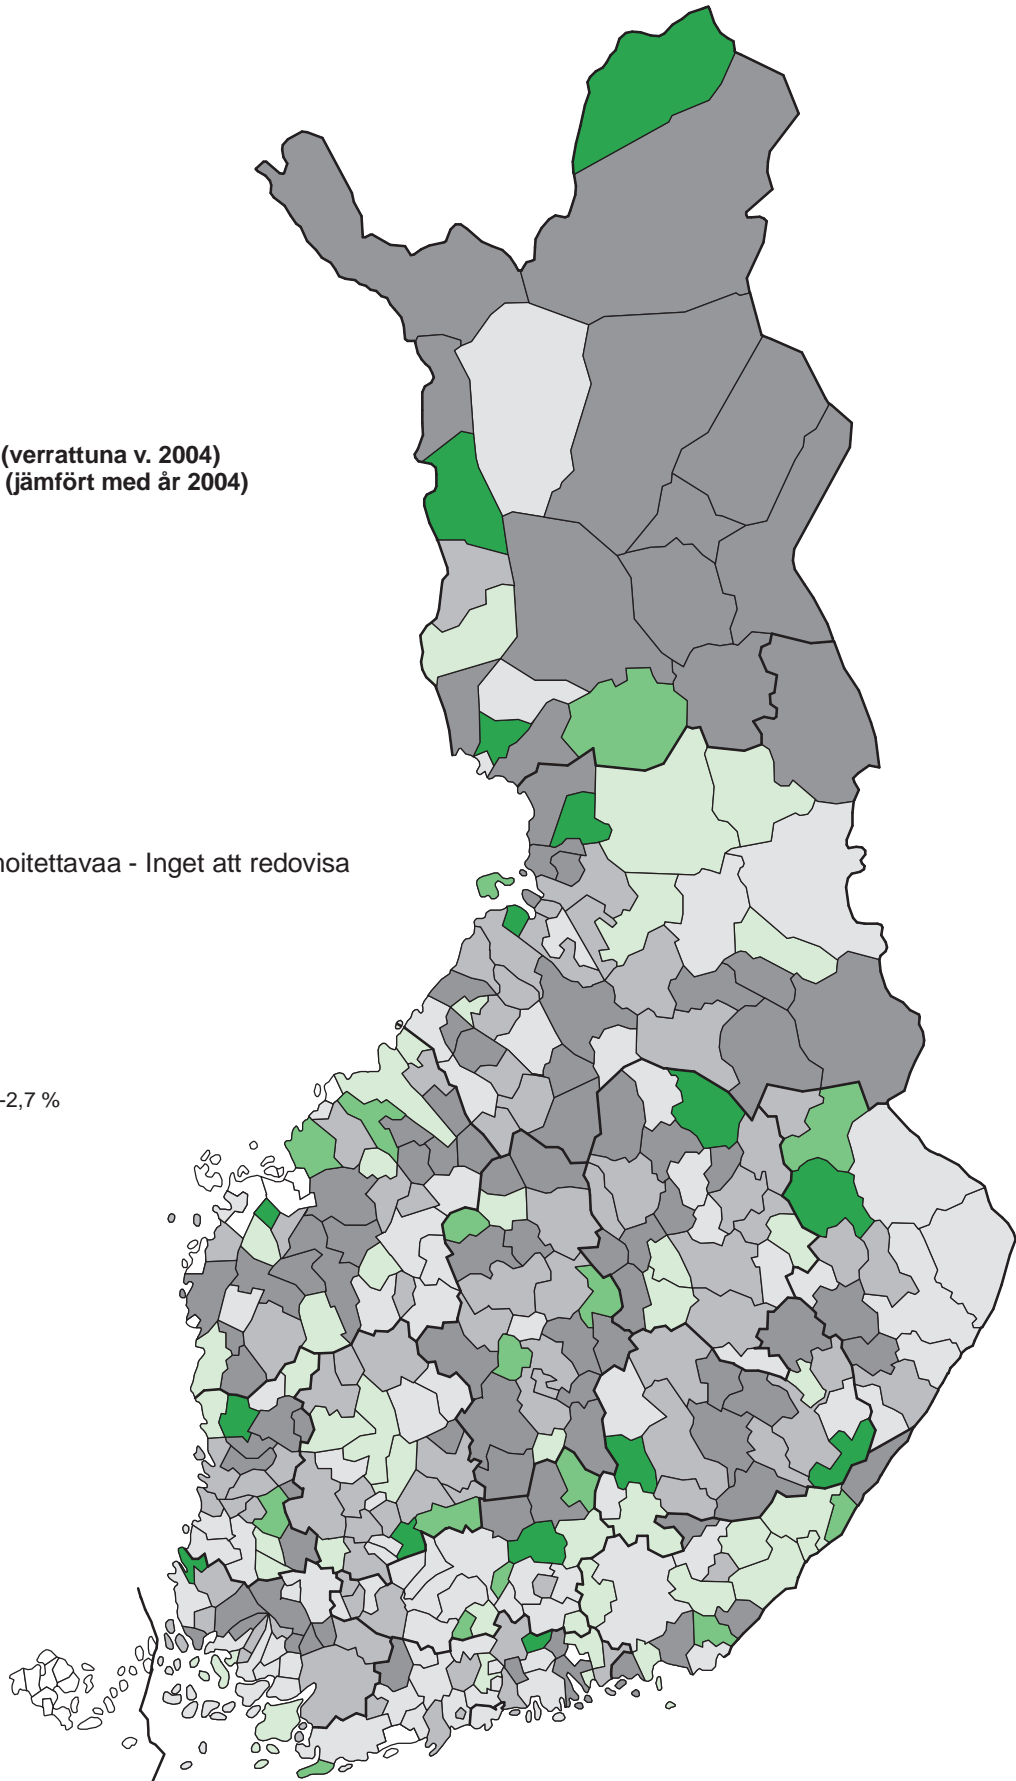 (verrattuna v. 2004)
(jämfört med år 2004)
noitettavaa - Inget att redovisa
-2,7 %